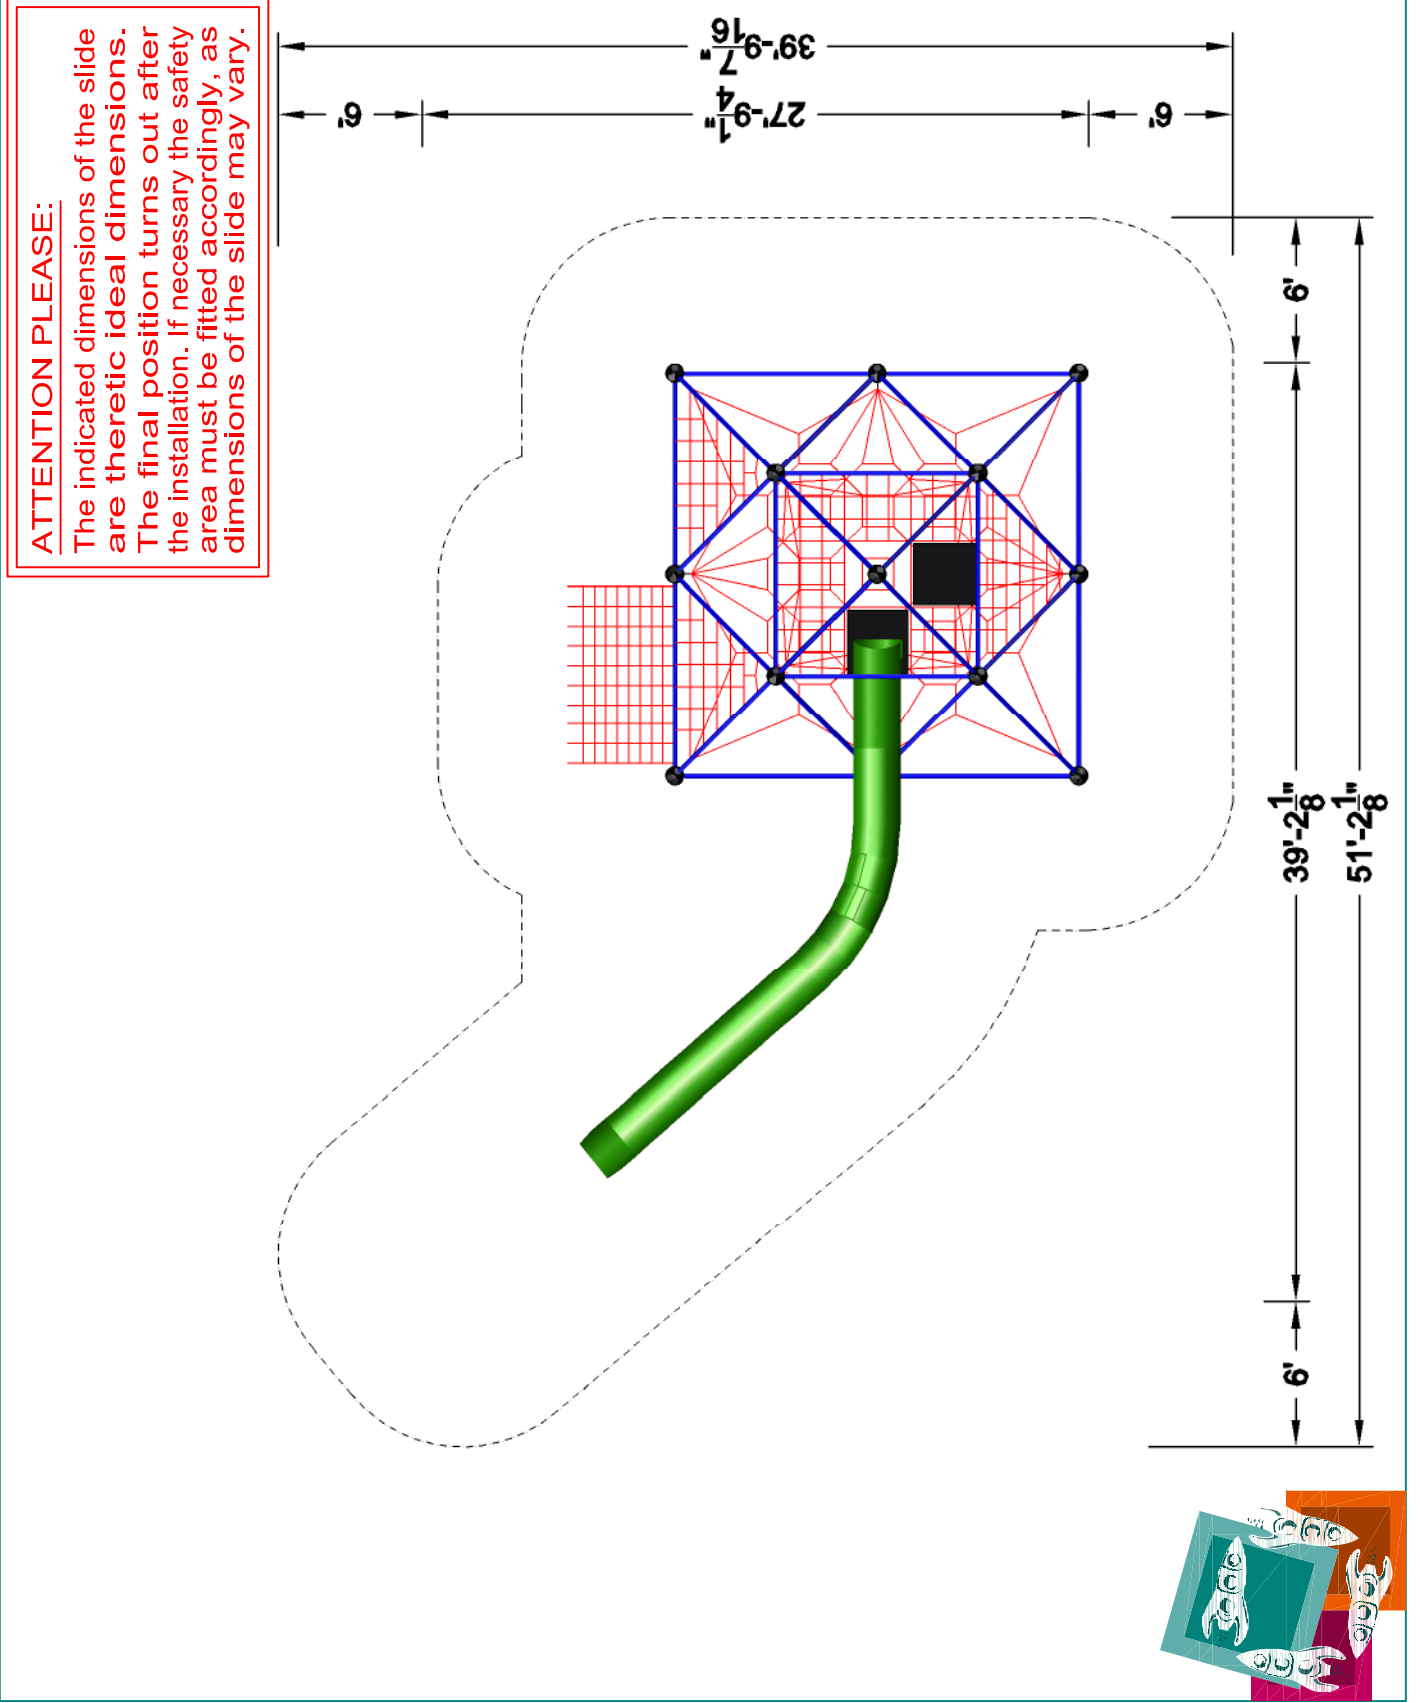 ATTENTION PLEASE:
The indicated dimensions of the slide
are theretic ideal dimensions.
The final position turns out after
the installation. If necessary the safety
area must be fitted accordingly, as
dimensions of the slide may vary.
39'-9 7/16"
6'
27'-9 1/4"
6'
6'
39'-2 1/8"
51'-2 1/8"
6'